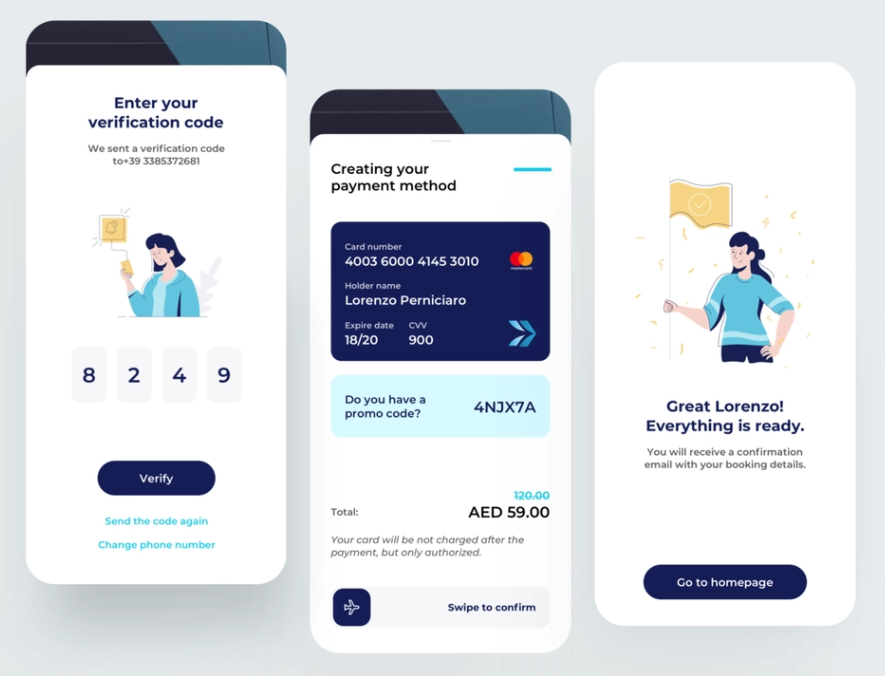 Enter your
verification code
We sent a verification code
to+39 3385372681
8 2 4 9
Verify
Send the code again
Change phone number
Creating your
payment method
Card number
4003 6000 4145 3010
mastercard
Holder name
Lorenzo Perniciaro
Expire date CVV
18/20 900
Do you have a
promo code?
4NJX7A
120.00
Total: AED 59.00
Your card will be not charged after the
payment, but only authorized.
Swipe to confirm
Great Lorenzo!
Everything is ready.
You will receive a confirmation
email with your booking details.
Go to homepage